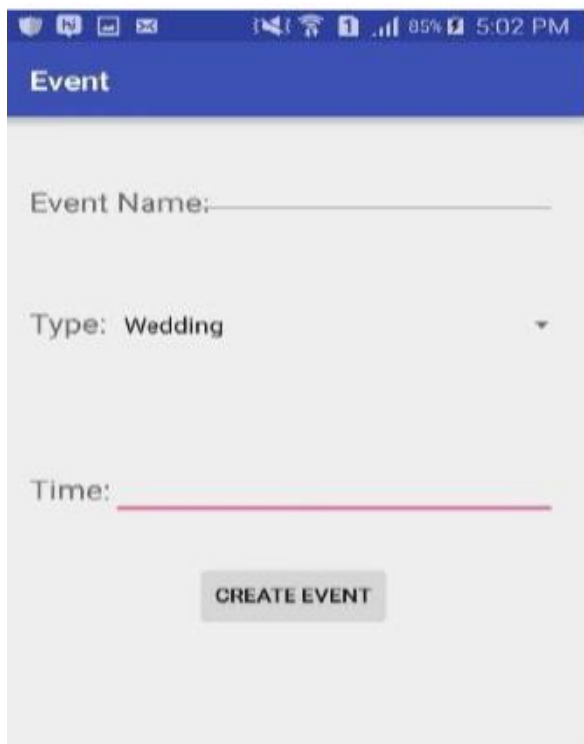 85% 5:02 PM
Event
Event Name:
Type: Wedding
Time:
CREATE EVENT